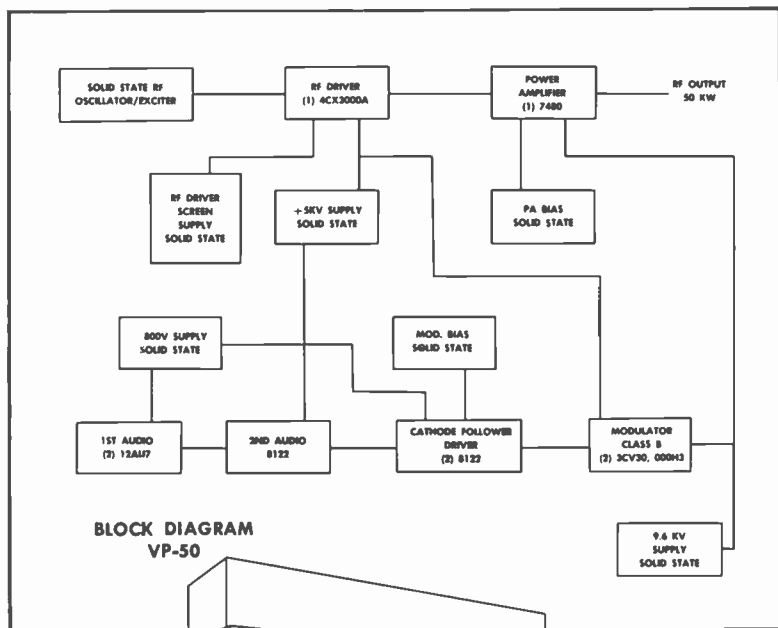 SOLID STATE RF
OSCILLATOR/EXCITER
RF DRIVER
(1) 4CX3000A
POWER
AMPLIFIER
(1) 7480
RF OUTPUT
50 KW
RF DRIVER
SCREEN
SUPPLY
SOLID STATE
+5KV SUPPLY
SOLID STATE
PA BIAS
SOLID STATE
800V SUPPLY
SOLID STATE
MOD. BIAS
SOLID STATE
1ST AUDIO
(2) 12AU7
2ND AUDIO
8122
CATHODE FOLLOWER
DRIVER
(2) 8122
MODULATOR
CLASS B
(2) 3CV30, 000H3
9.6 KV
SUPPLY
SOLID STATE
BLOCK DIAGRAM
VP-50